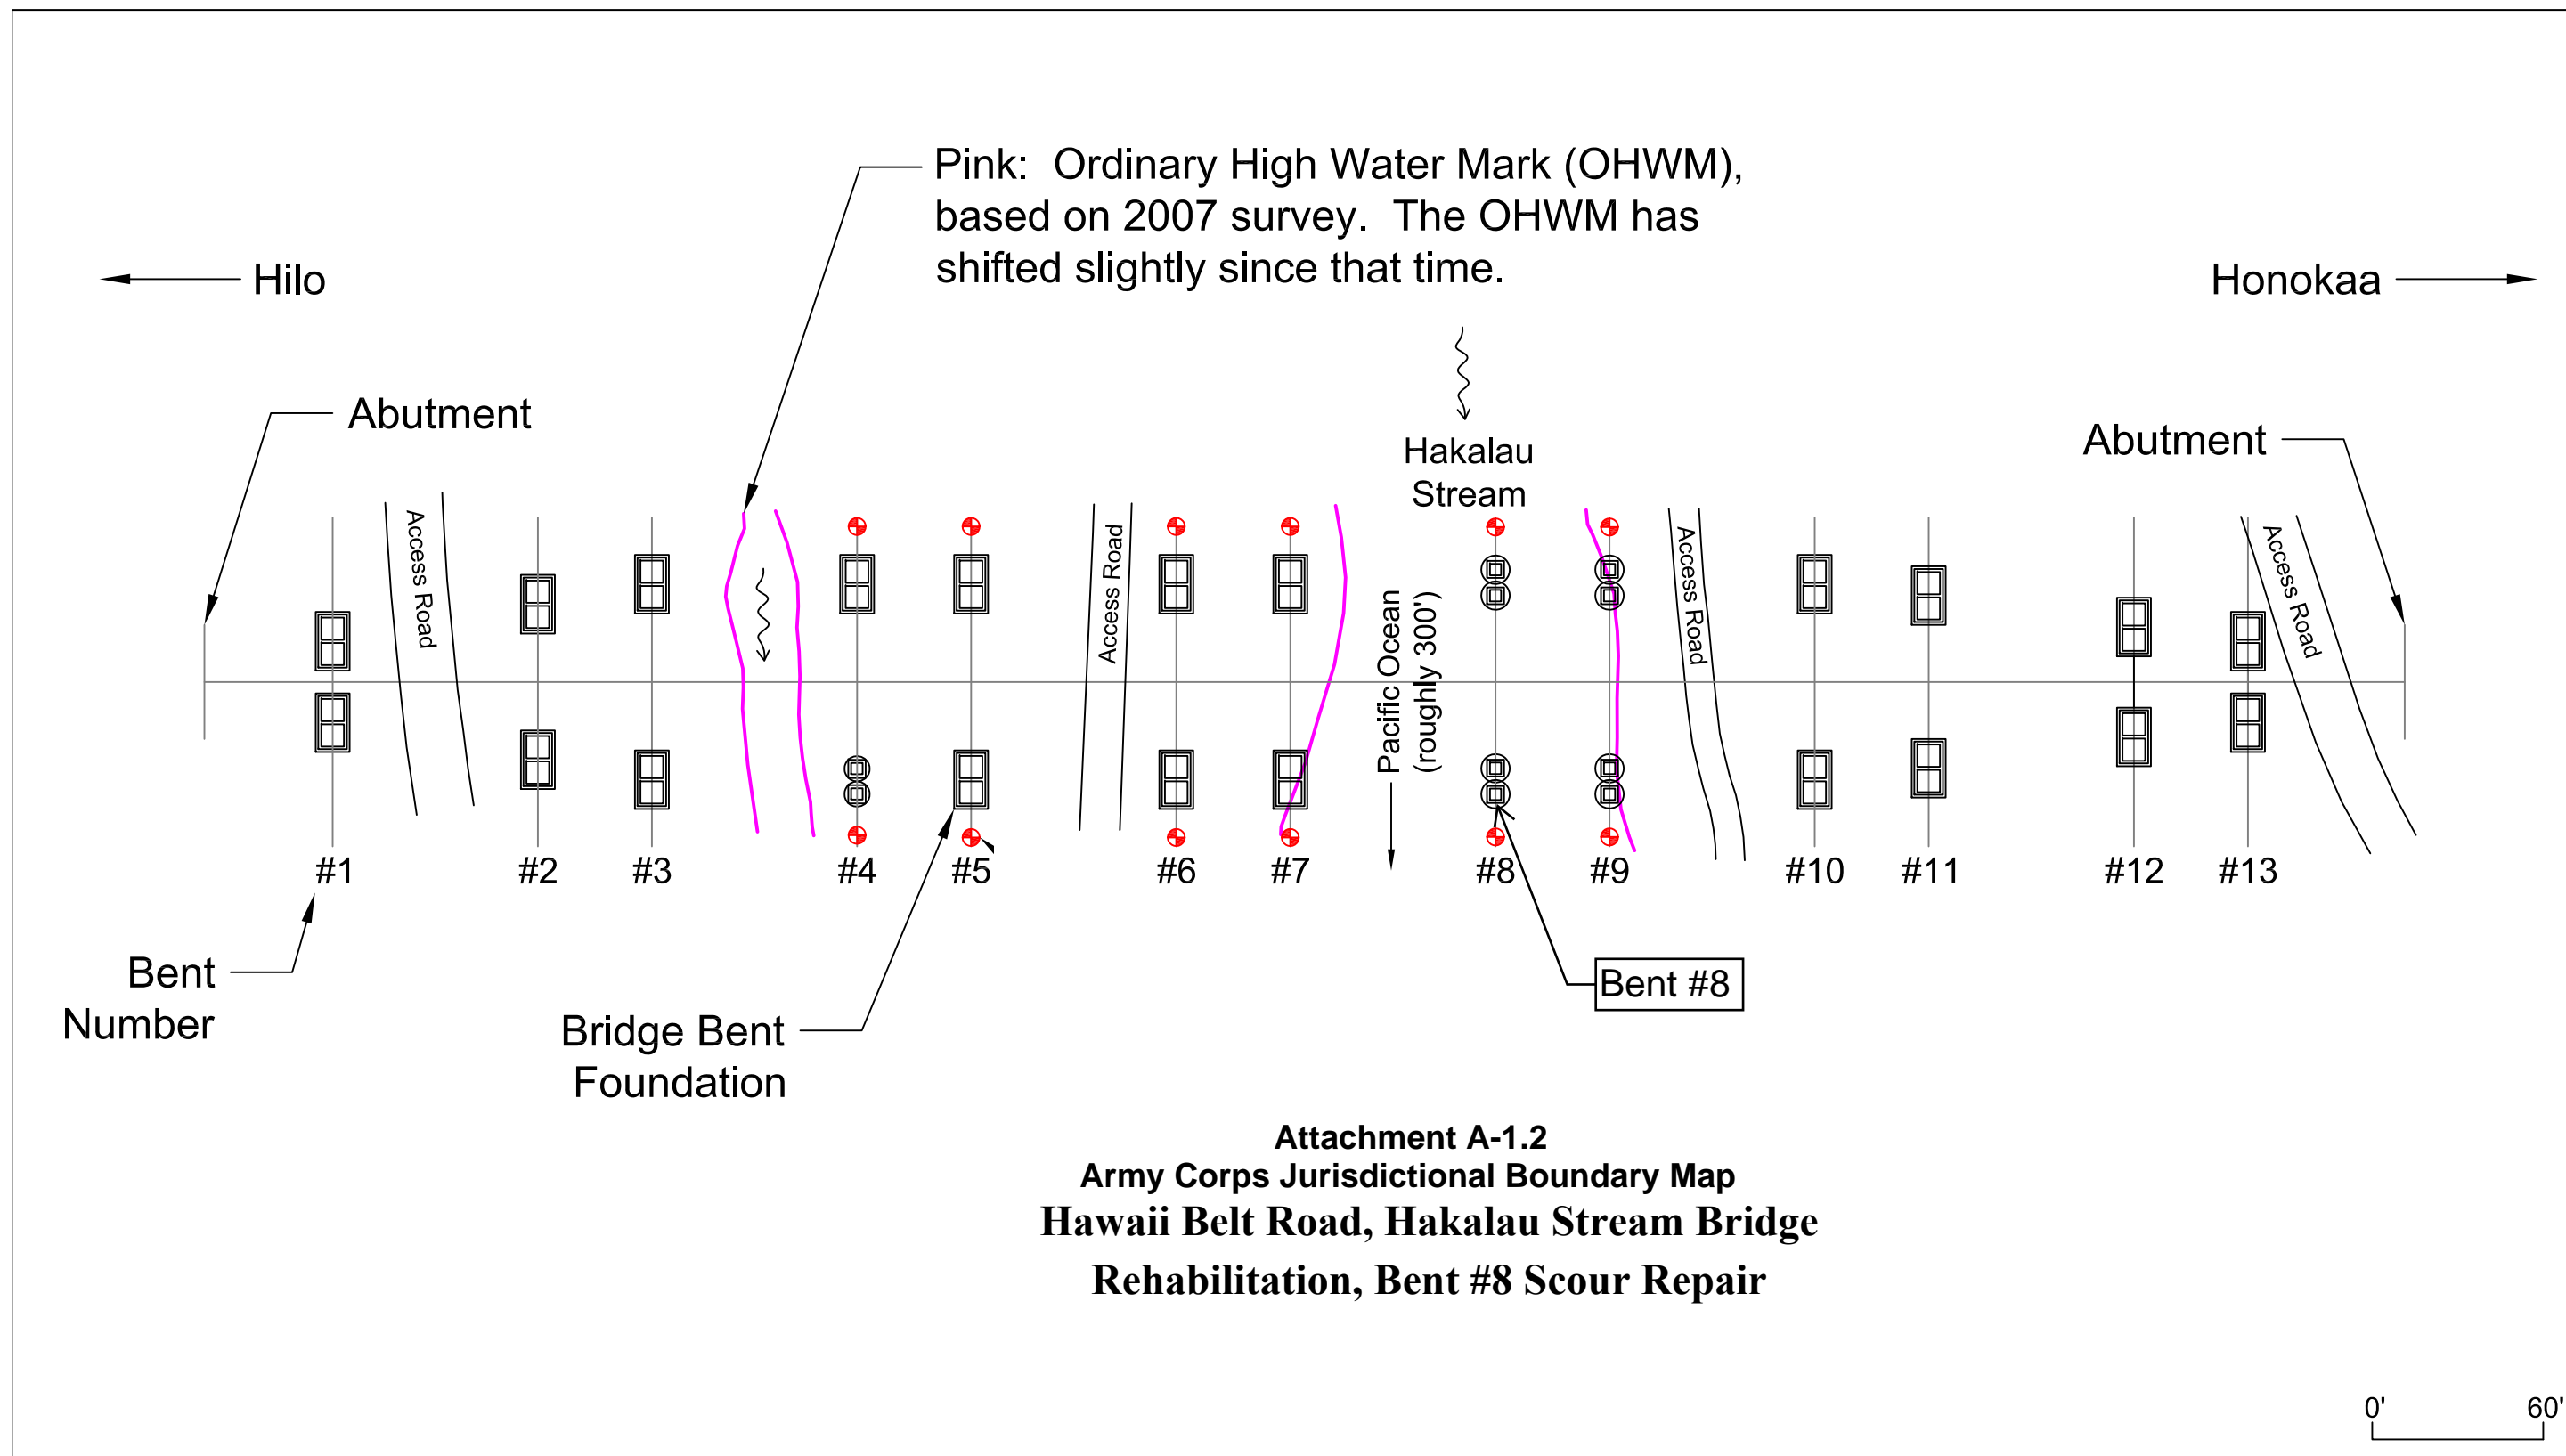 Pink:  Ordinary High Water Mark (OHWM),
based on 2007 survey.  The OHWM has
shifted slightly since that time.
Hilo
Honokaa
Abutment
Abutment
Hakalau
Stream
Access Road
Access Road
Access Road
Access Road
Pacific Ocean
(roughly 300')
#1
#2
#3
#4
#5
#6
#7
#8
#9
#10
#11
#12
#13
Bent
Number
Bridge Bent
Foundation
Bent #8
Attachment A-1.2
Army Corps Jurisdictional Boundary Map
Hawaii Belt Road, Hakalau Stream Bridge
Rehabilitation, Bent #8 Scour Repair
0'
60'